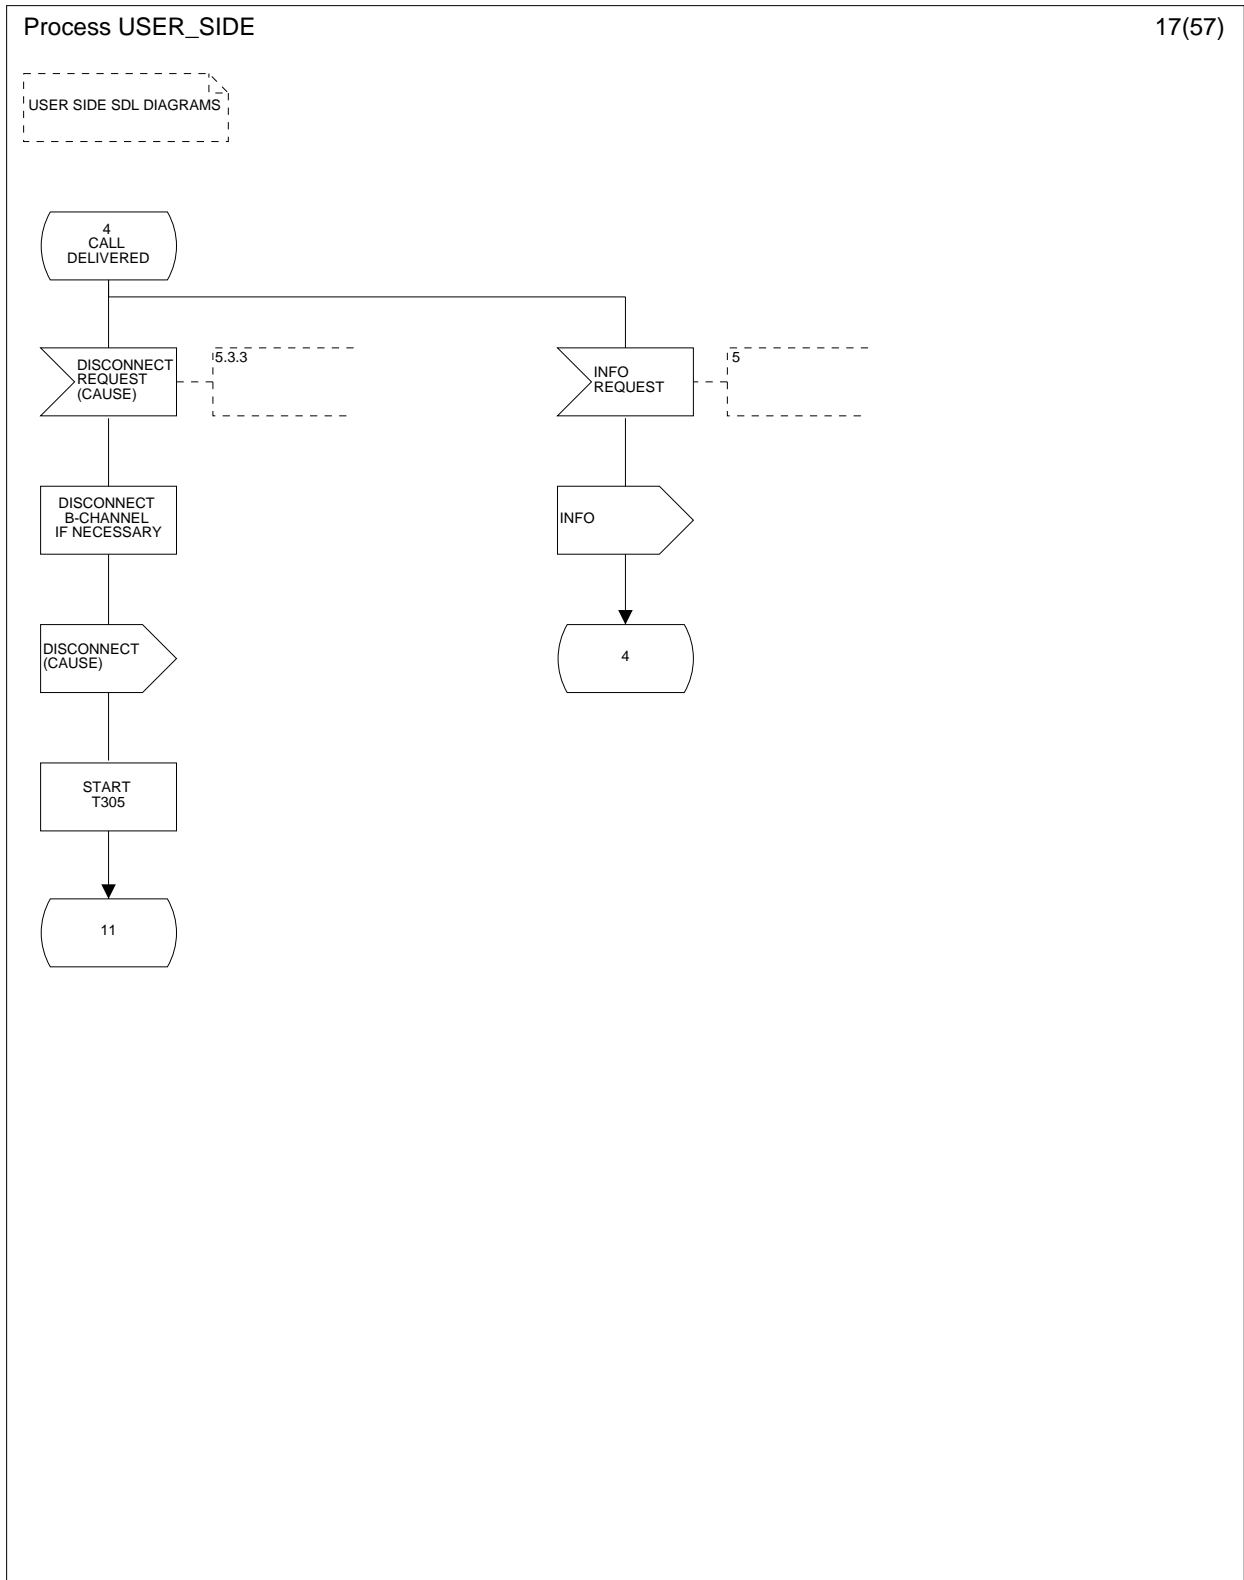 Process USER_SIDE
17(57)
USER SIDE SDL DIAGRAMS
4
CALL
DELIVERED
DISCONNECT
REQUEST
(CAUSE)
5.3.3
INFO
REQUEST
5
DISCONNECT
B-CHANNEL
IF NECESSARY
INFO
DISCONNECT
(CAUSE)
4
START
T305
11